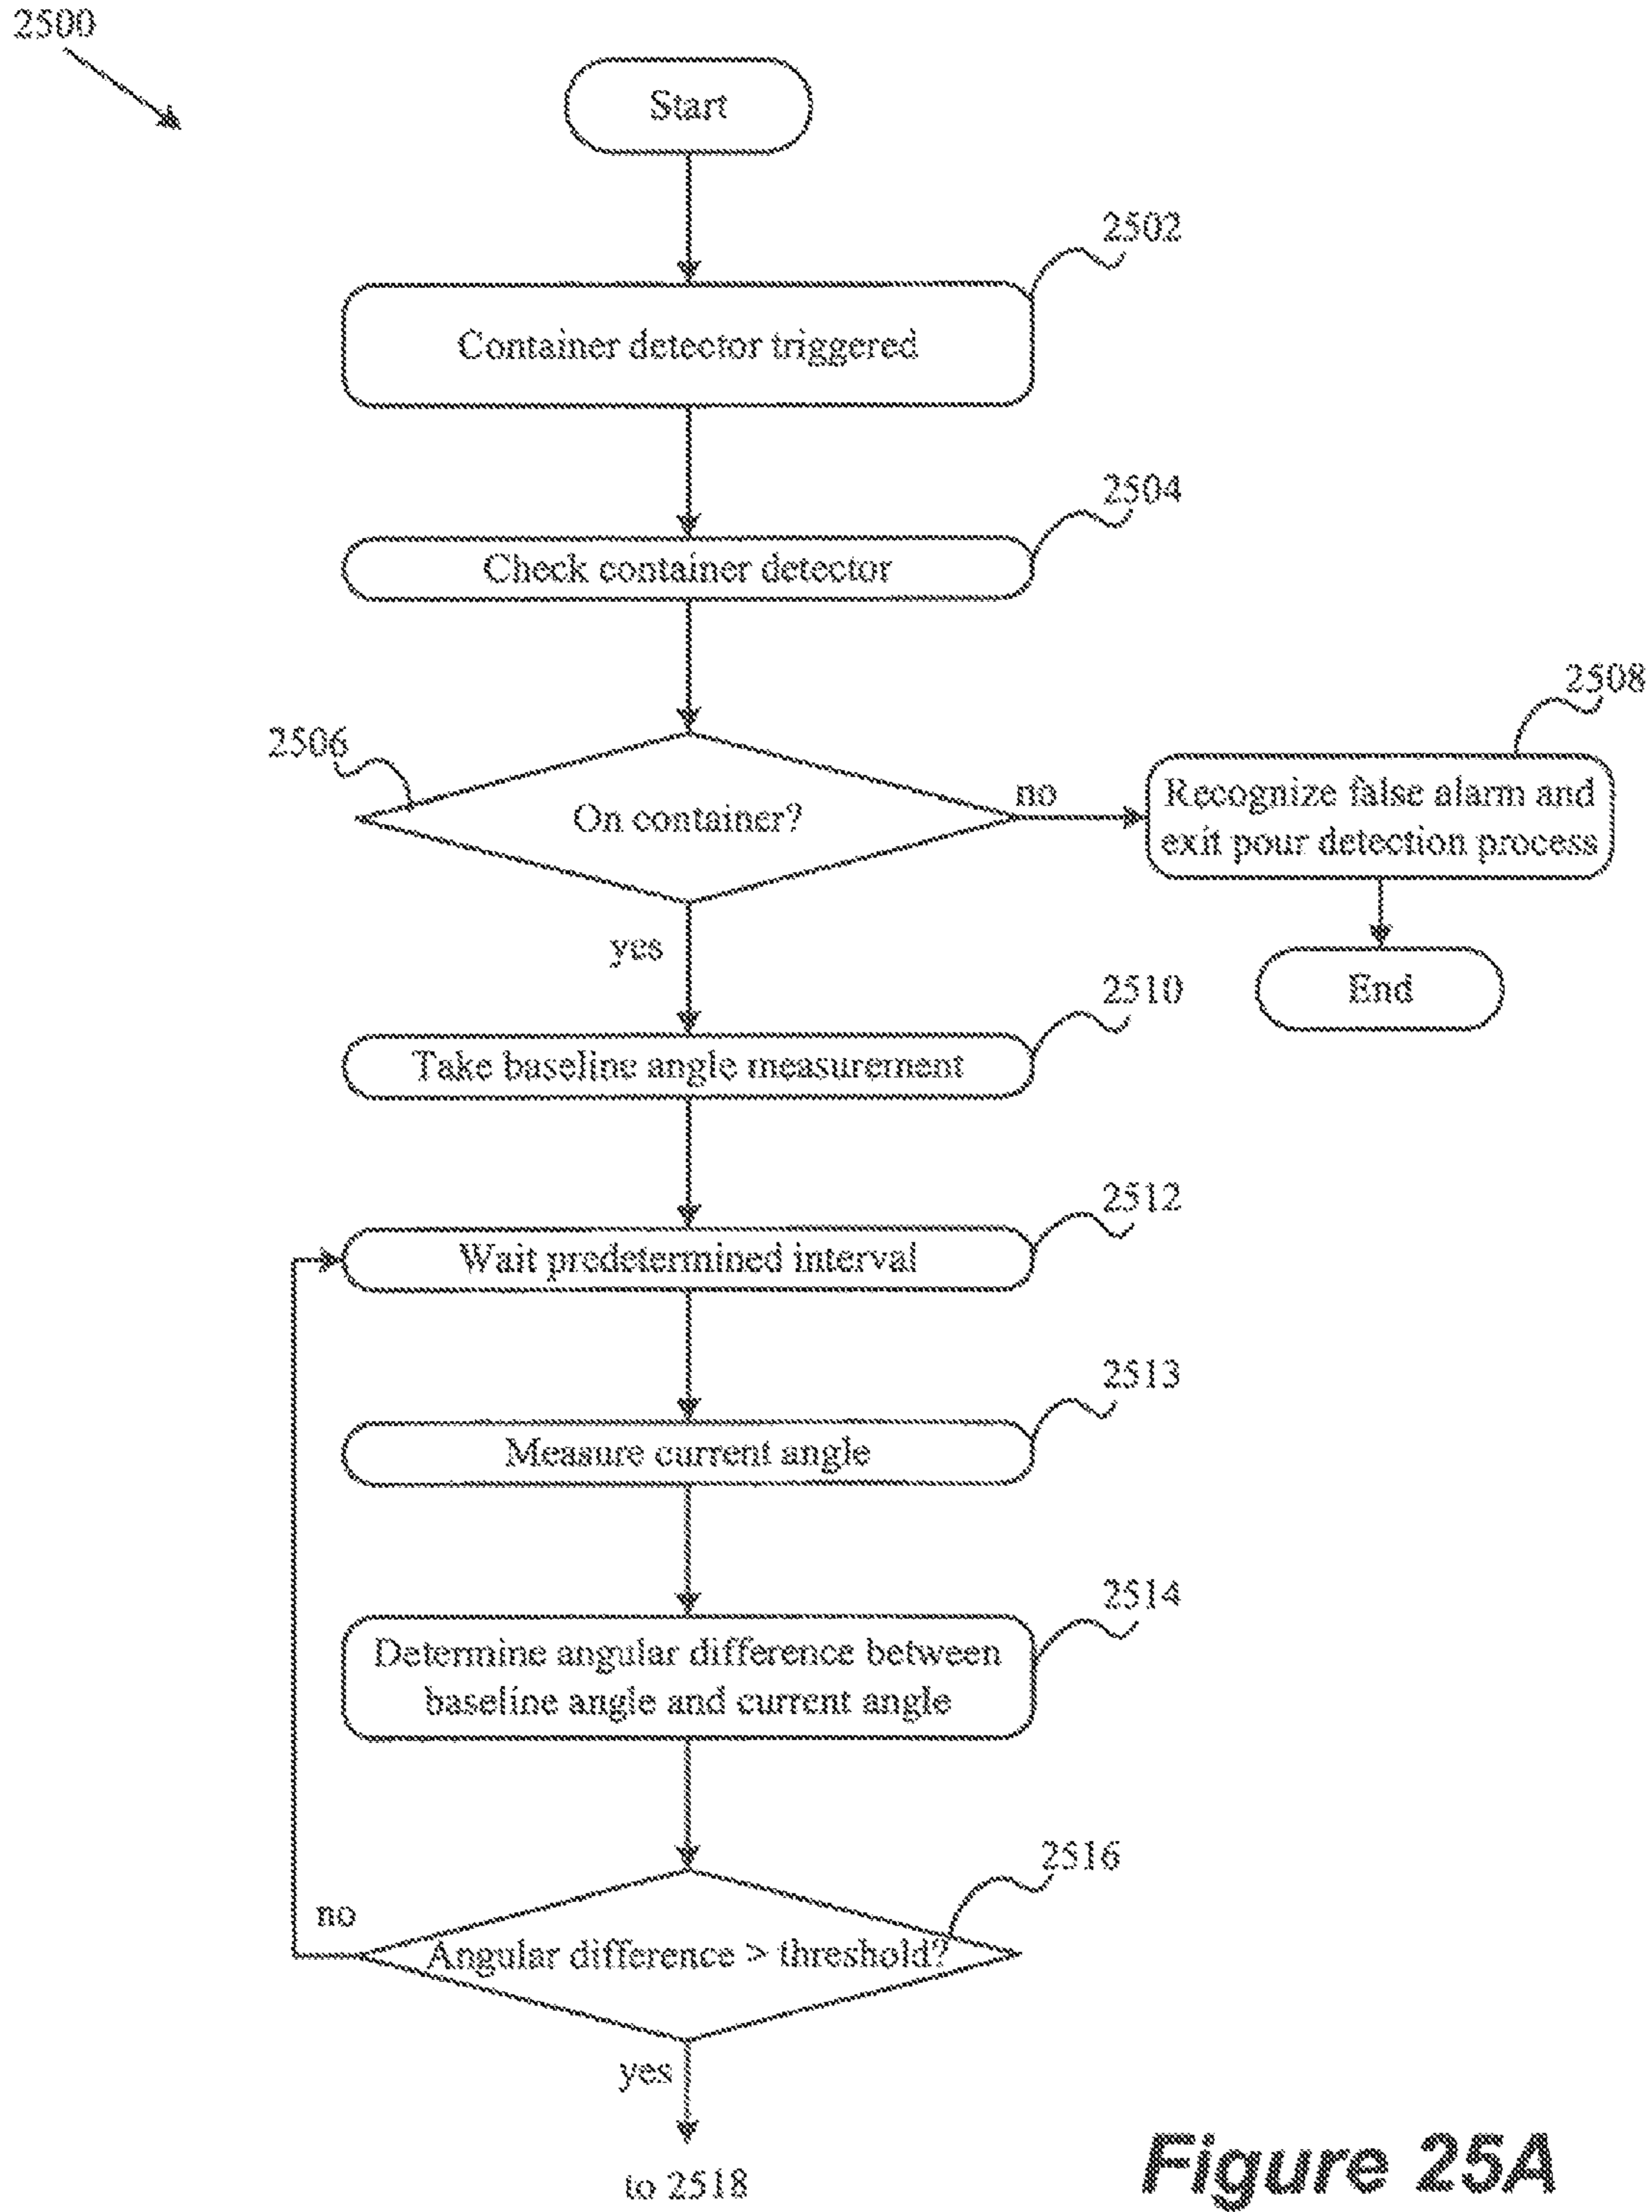 2500
Start
2502
Container detector triggered
2504
Check container detector
2506
On container?
no
2508
Recognize false alarm and
exit pour detection process
End
yes
2510
Take baseline angle measurement
2512
Wait predetermined interval
2513
Measure current angle
2514
Determine angular difference between
baseline angle and current angle
2516
Angular difference > threshold?
no
yes
to 2518
Figure 25A